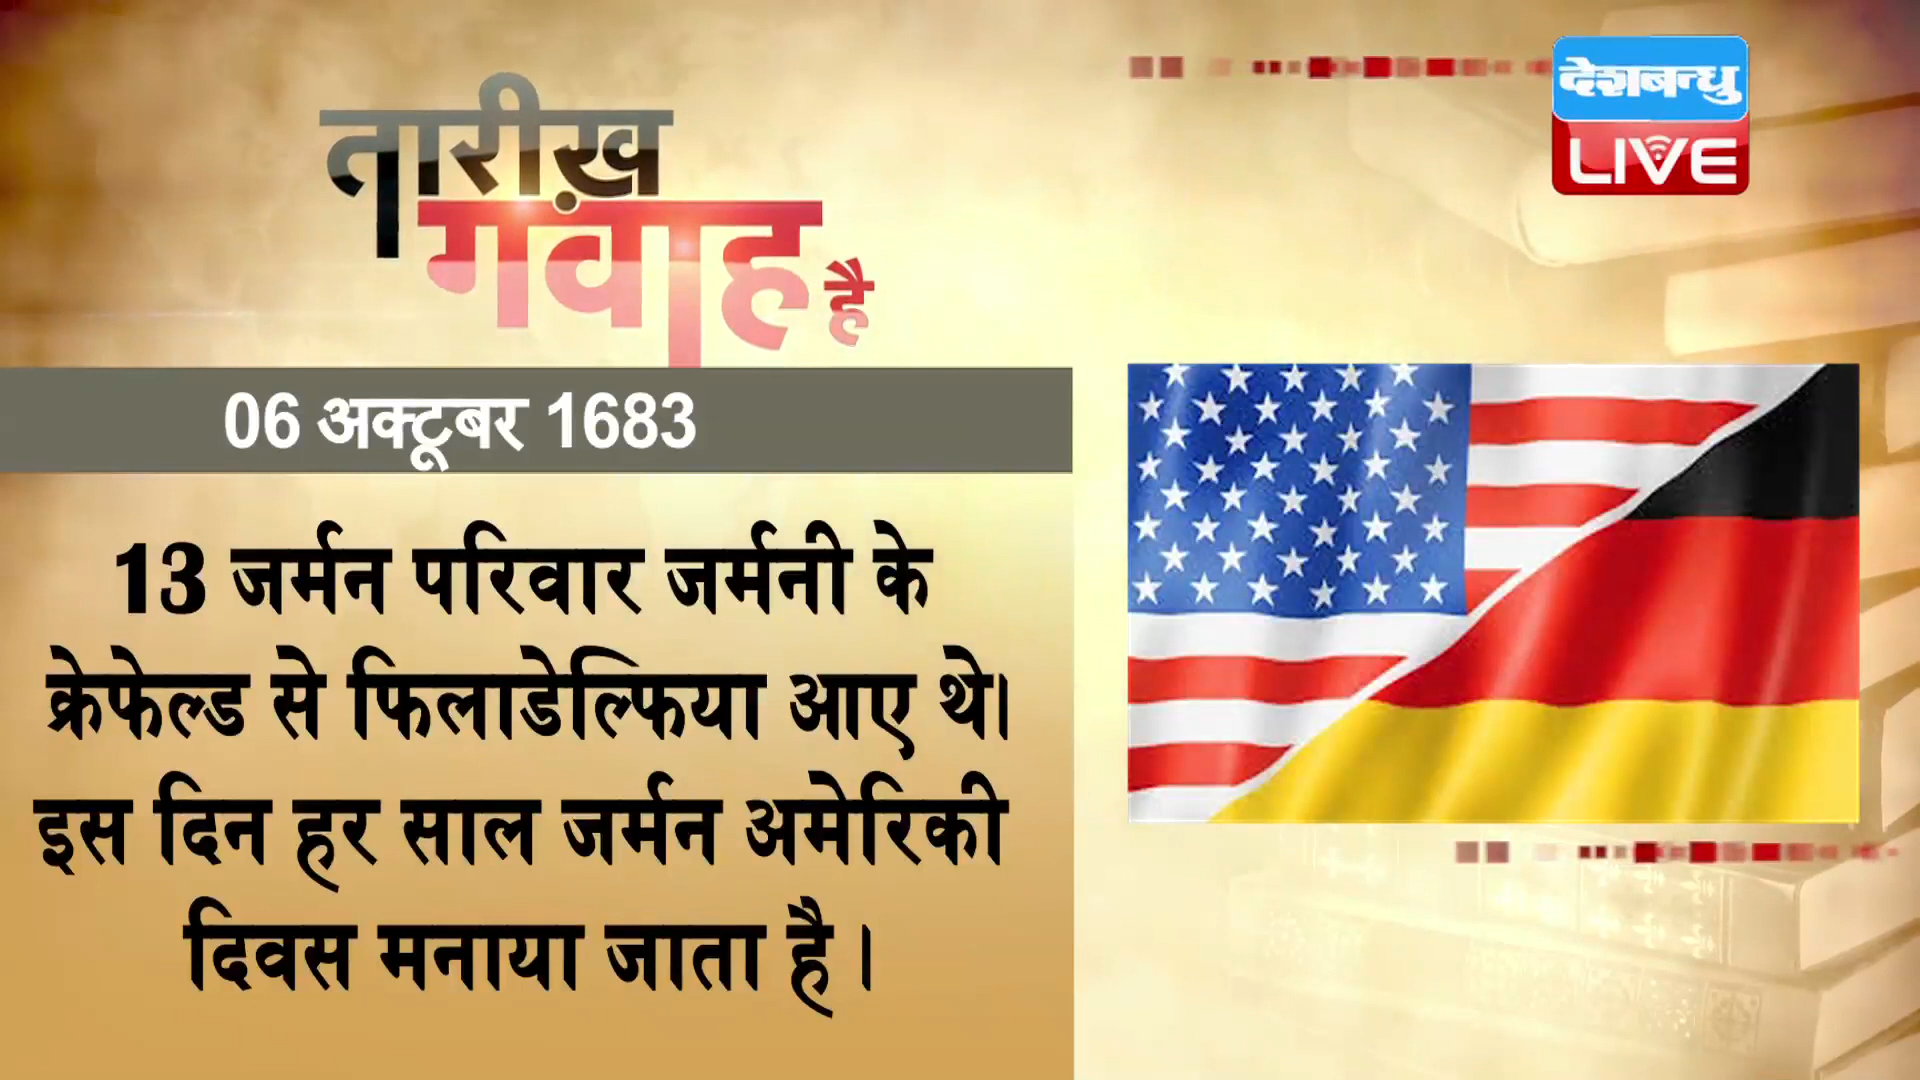 तारीख़
गवाह है
देशबन्धु
LIVE
06 अक्टूबर 1683
13 जर्मन परिवार जर्मनी के
क्रेफेल्ड से फिलाडेल्फिया आए थे।
इस दिन हर साल जर्मन अमेरिकी
दिवस मनाया जाता है।